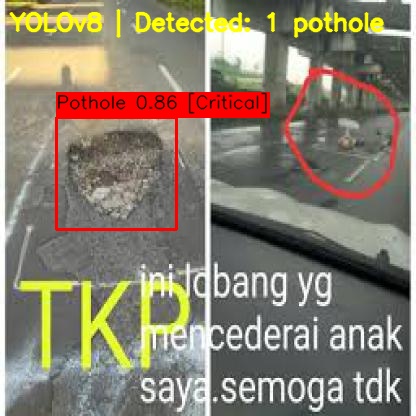 YOLOv8 | Detected: 1 pothole
Pothole 0.86 [Critical]
TKP
ini lobang yg
mencederai anak
saya.semoga tdk